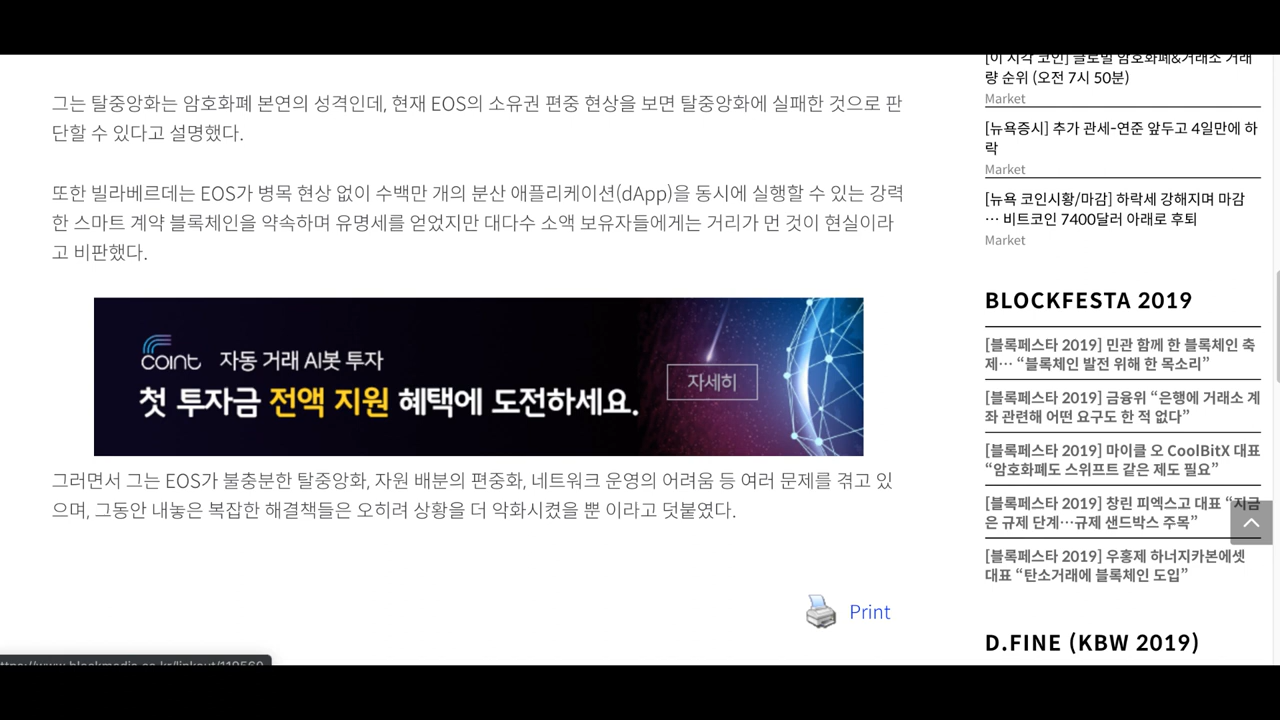 그는 탈중앙화는 암호화폐 본연의 성격인데, 현재 EOS의 소유권 편중 현상을 보면 탈중앙화에 실패한 것으로 판
단할 수 있다고 설명했다.
또한 빌라베르데는 EOS가 병목 현상 없이 수백만 개의 분산 애플리케이션(dApp)을 동시에 실행할 수 있는 강력
한 스마트 계약 블록체인을 약속하며 유명세를 얻었지만 대다수 소액 보유자들에게는 거리가 먼 것이 현실이라
고 비판했다.
coint 자동 거래 AI봇 투자
첫 투자금 전액 지원 혜택에 도전하세요.
자세히
그러면서 그는 EOS가 불충분한 탈중앙화, 자원 배분의 편중화, 네트워크 운영의 어려움 등 여러 문제를 겪고 있
으며, 그동안 내놓은 복잡한 해결책들은 오히려 상황을 더 악화시켰을 뿐 이라고 덧붙였다.
Print
[이 시각 코인] 글로벌 암호화폐&거래소 거래
량 순위 (오전 7시 50분)
Market
[뉴욕증시] 추가 관세-연준 앞두고 4일만에 하
락
Market
[뉴욕 코인시황/마감] 하락세 강해지며 마감
… 비트코인 7400달러 아래로 후퇴
Market
BLOCKFESTA 2019
[블록페스타 2019] 민관 함께 한 블록체인 축
제… “블록체인 발전 위해 한 목소리”
[블록페스타 2019] 금융위 “은행에 거래소 계
좌 관련해 어떤 요구도 한 적 없다”
[블록페스타 2019] 마이클 오 CoolBitX 대표
“암호화폐도 스위프트 같은 제도 필요”
[블록페스타 2019] 창린 피엑스고 대표 “지금
은 규제 단계…규제 샌드박스 주목”
[블록페스타 2019] 우홍제 하너지카본에셋
대표 “탄소거래에 블록체인 도입”
D.FINE (KBW 2019)